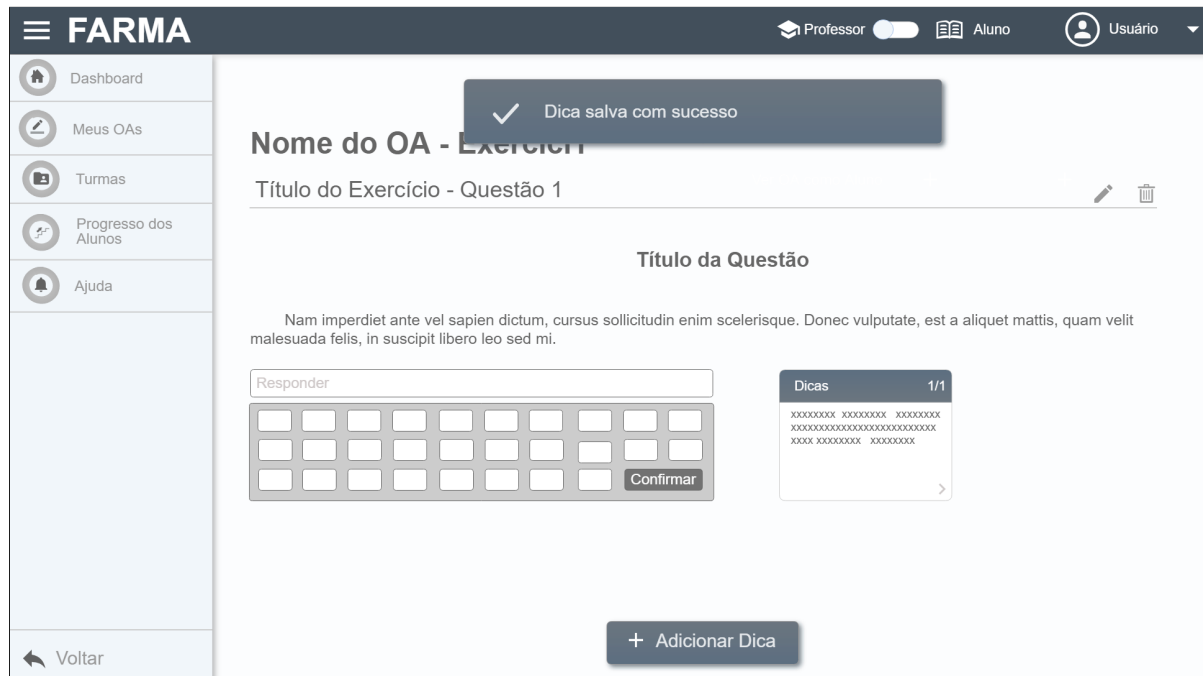 FARMA
Professor
Aluno
Usuário
Dashboard
Meus OAs
Turmas
Progresso dos
Alunos
Ajuda
Voltar
Dica salva com sucesso
Nome do OA -
Título do Exercício - Questão 1
Título da Questão
Nam imperdiet ante vel sapien dictum, cursus sollicitudin enim scelerisque. Donec vulputate, est a aliquet mattis, quam velit
malesuada felis, in suscipit libero leo sed mi.
Responder
Confirmar
Dicas 1/1
xxxxxxxx xxxxxxxx xxxxxxxx
xxxxxxxxxxxxxxxxxxxxxxxxxx
xxxx xxxxxxxx xxxxxxxx
+ Adicionar Dica